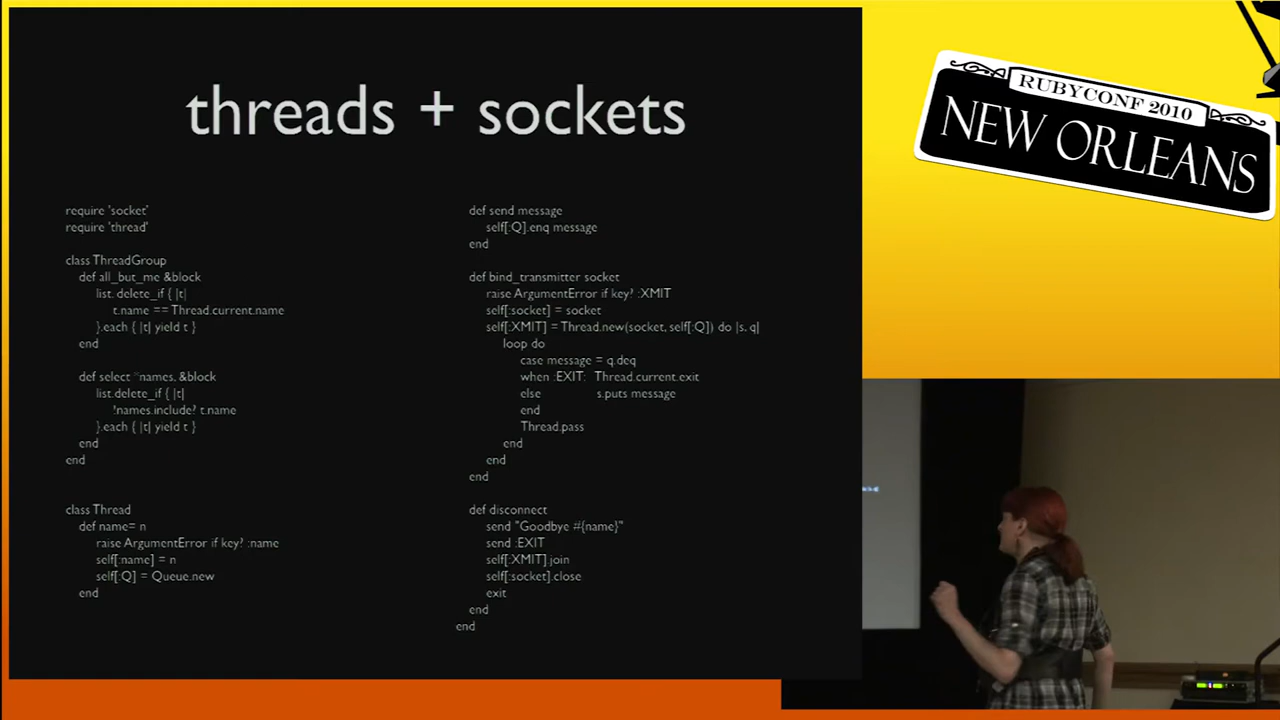 threads + sockets
require 'socket'
require 'thread'
class ThreadGroup
def all_but_me &block
list. delete_if { |t|
t.name == Thread.current.name
}.each { |t| yield t }
end
def select *names, &block
list.delete_if { |t|
!names.include? t.name
}.each { |t| yield t }
end
end
class Thread
def name= n
raise ArgumentError if key? :name
self[:name] = n
self[:Q] = Queue.new
end
def send message
self[:Q].enq message
end
def bind_transmitter socket
raise ArgumentError if key? :XMIT
self[:socket] = socket
self[:XMIT] = Thread.new(socket, self[:Q]) do |s, q|
loop do
case message = q.deq
when :EXIT: Thread.current.exit
else s.puts message
end
Thread.pass
end
end
end
def disconnect
send "Goodbye #{name}"
send :EXIT
self[:XMIT].join
self[:socket].close
exit
end
end
RUBYCONF 2010
NEW ORLEANS